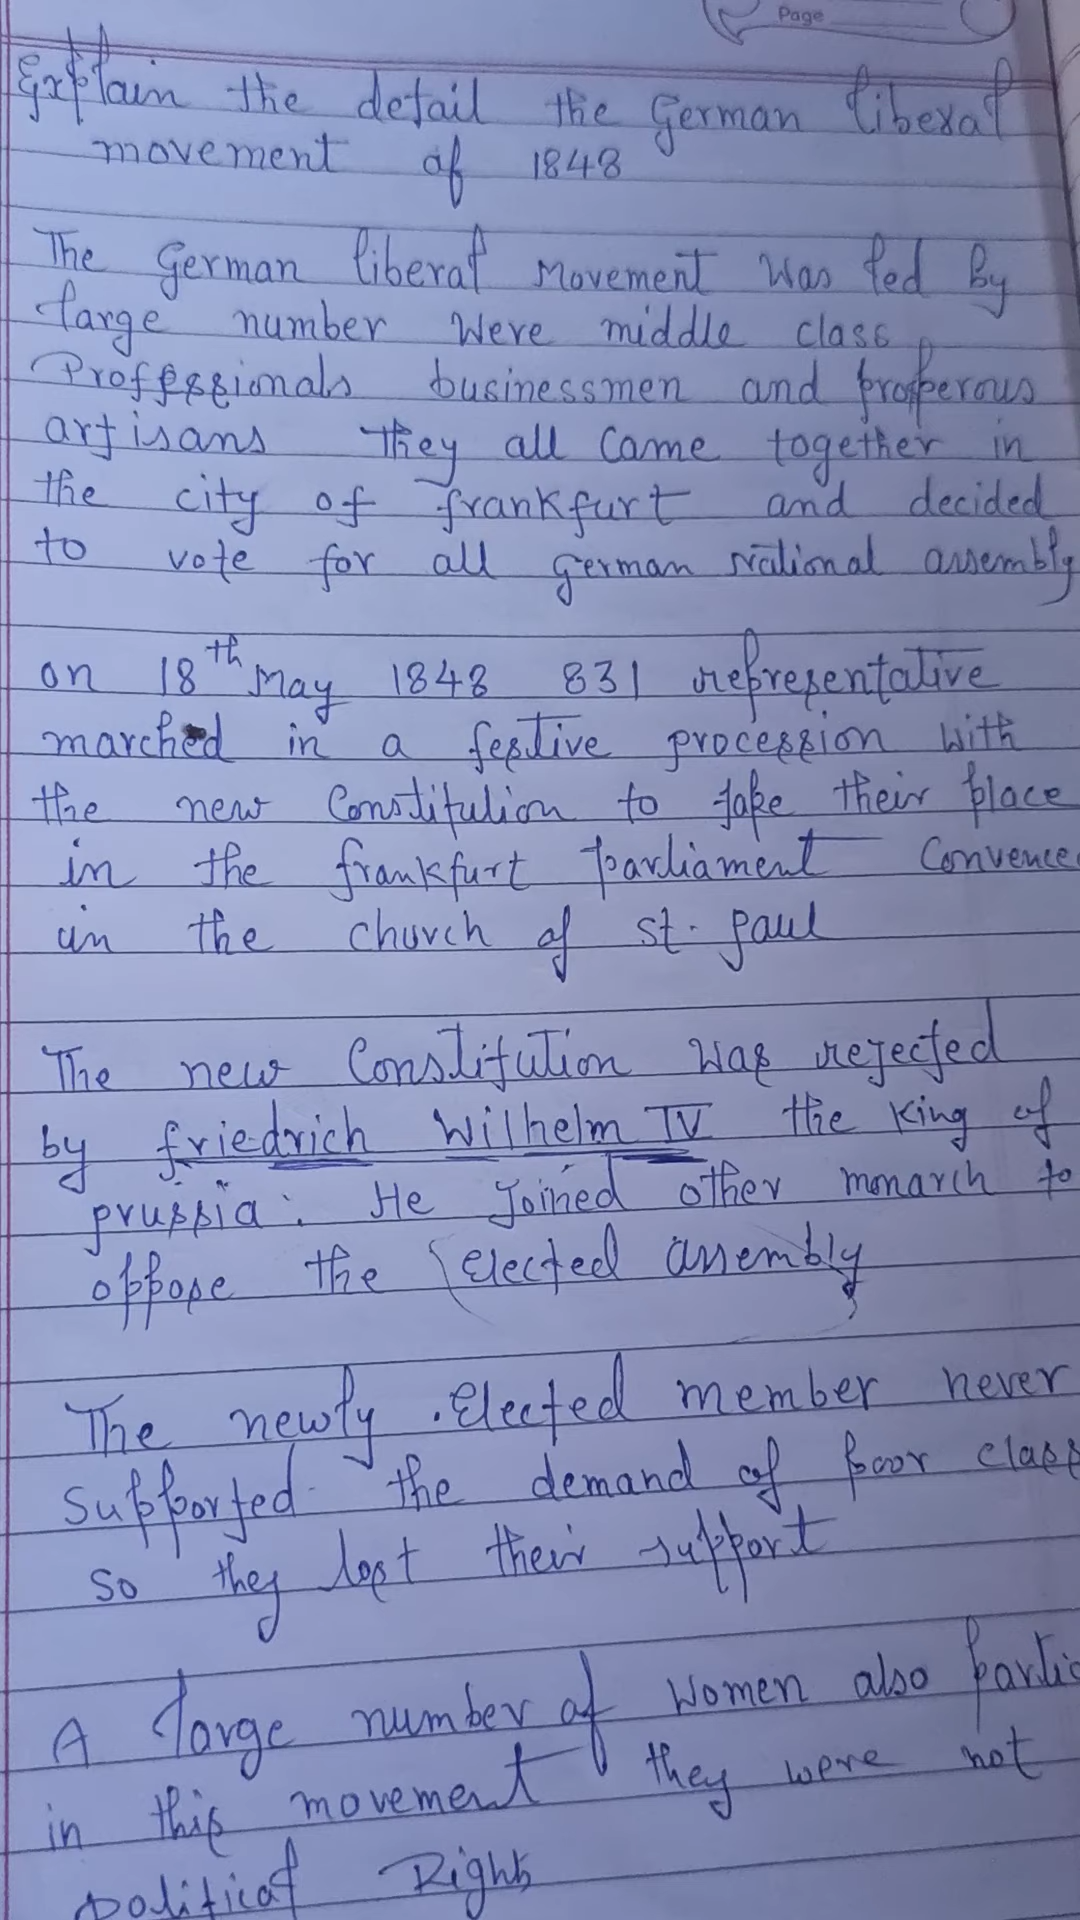 Page
Explain the detail the German liberal
movement of 1848
The German liberal Movement was led By
large number Were middle class
Professionals businessmen and prosperous
artisans They all Came together in
the city of frankfurt and decided
to vote for all german National assembly
on 18th May 1848 831 representative
marched in a festive procession with
the new Constitution to take their place
in the frankfurt parliament Convence
in the church of st. paul
The new Constitution was rejected
by friedrich Wilhelm IV the King of
prussia. He Joined other monarch to
oppose the Elected assembly
The newly Elected member never
supported the demand of poor class
so they lost their support
A large number of Women also partic
in this movement they were not
political Rights